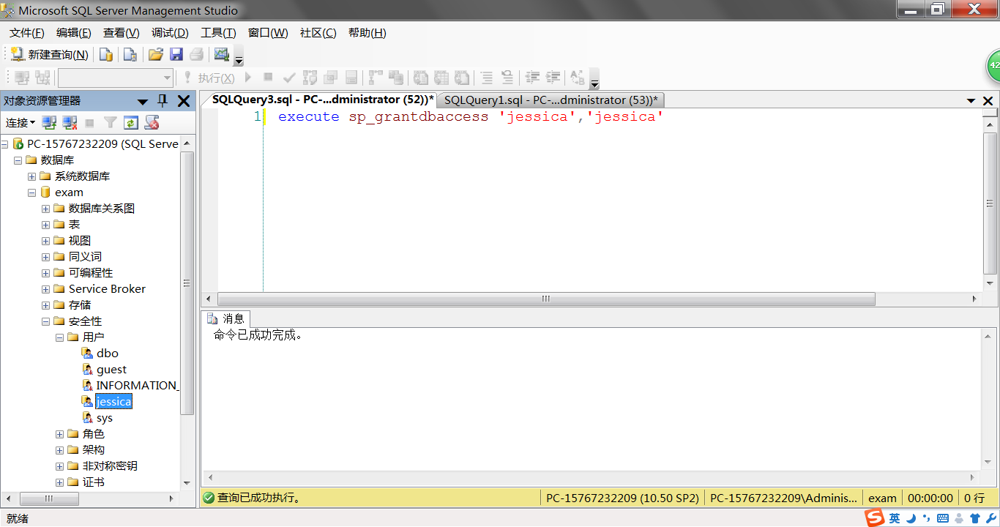 Microsoft SQL Server Management Studio
文件(F) 编辑(E) 查看(V) 调试(D) 工具(T) 窗口(W) 社区(C) 帮助(H)
新建查询(N)
执行(X)
42
对象资源管理器
连接
PC-15767232209 (SQL Serve
数据库
系统数据库
exam
数据库关系图
表
视图
同义词
可编程性
Service Broker
存储
安全性
用户
dbo
guest
INFORMATION_
jessica
sys
角色
架构
非对称密钥
证书
SQLQuery3.sql - PC-...dministrator (52))* SQLQuery1.sql - PC-...dministrator (53))*
1 execute sp_grantdbaccess 'jessica','jessica'
消息
命令已成功完成。
查询已成功执行。 PC-15767232209 (10.50 SP2) PC-15767232209\Adminis... exam 00:00:00 0 行
就绪
S 英